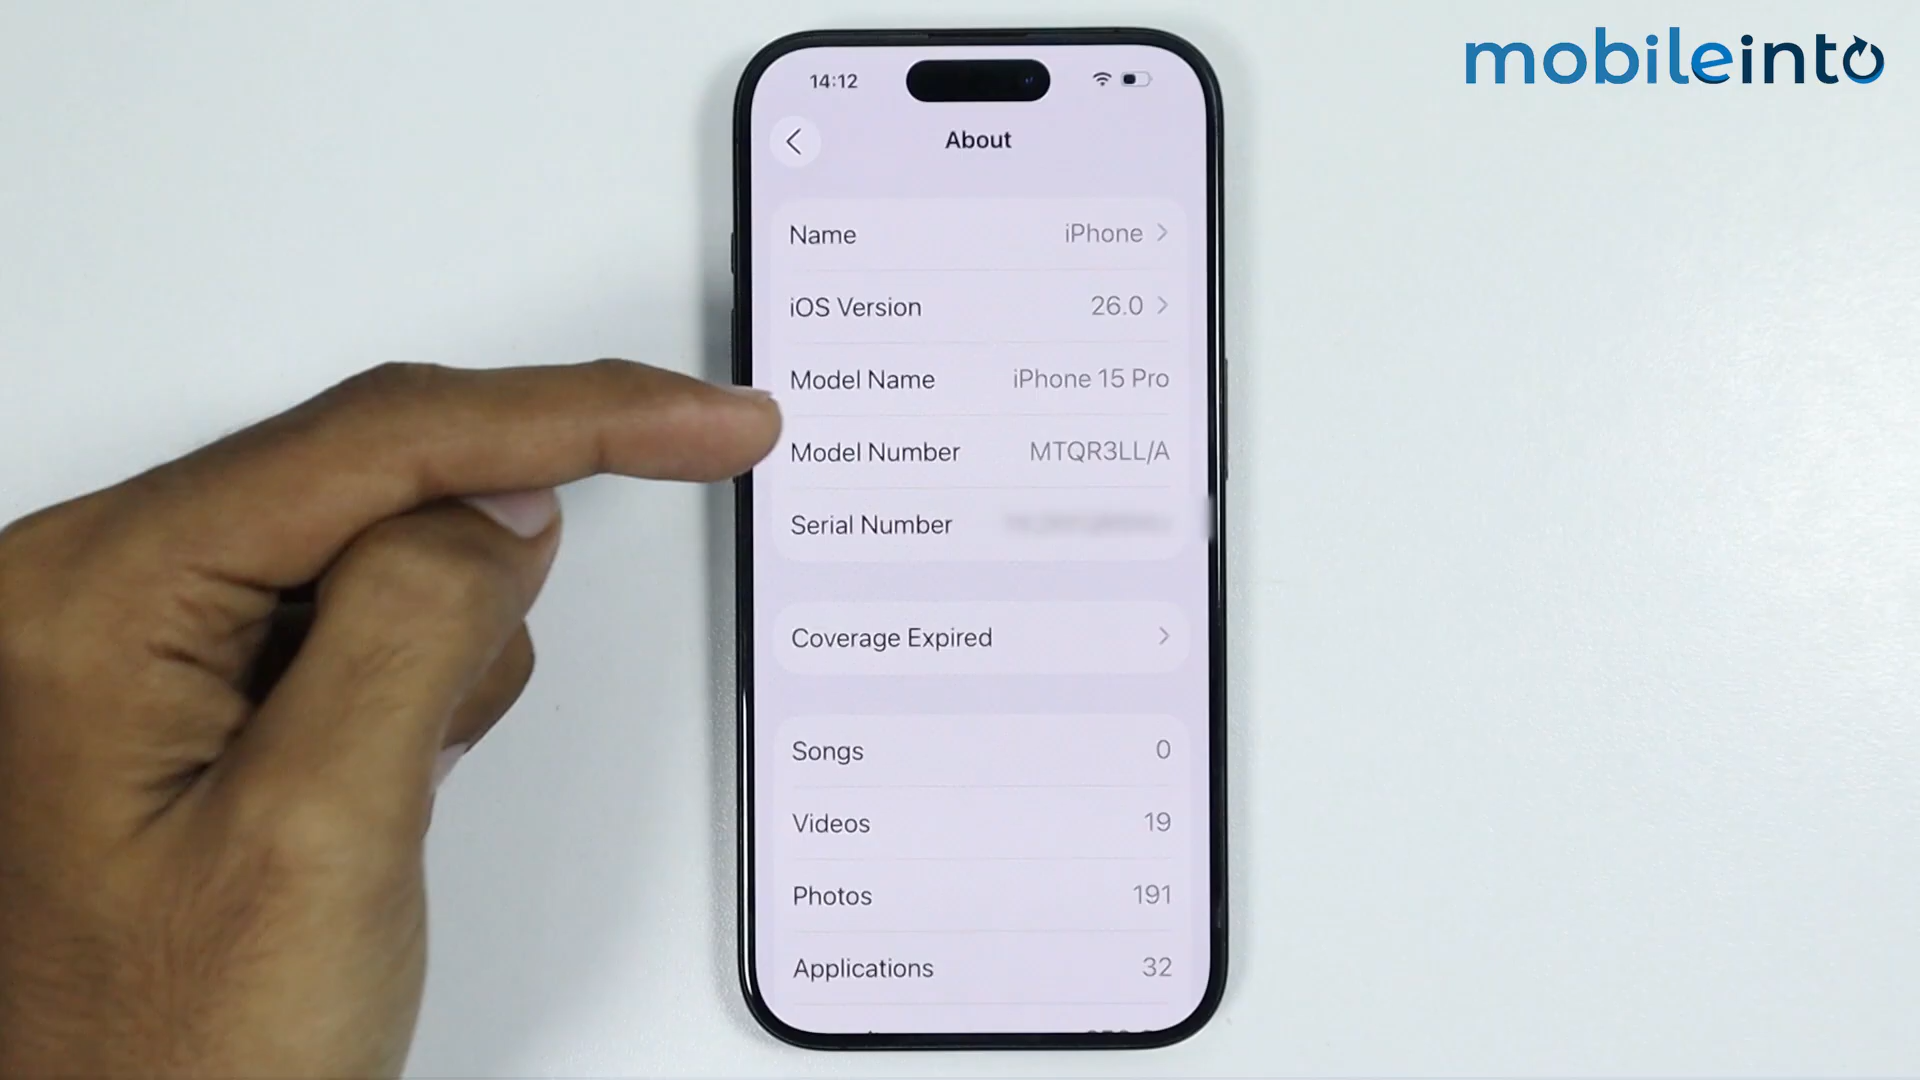 mobileinto
14:12
About
Name iPhone
iOS Version 26.0
Model Name iPhone 15 Pro
Model Number MTQR3LL/A
Serial Number
Coverage Expired
Songs 0
Videos 19
Photos 191
Applications 32